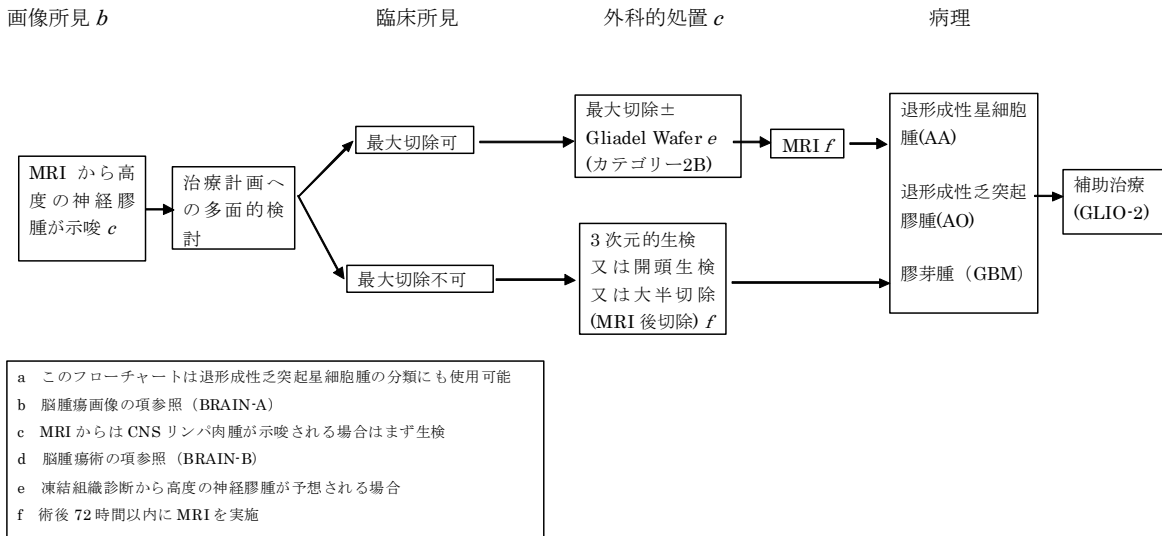 画像所見 b
臨床所見
外科的処置 c
病理
MRI から高
度の神経膠
腫が示唆 c
治療計画へ
の多面的検
討
最大切除可
最大切除不可
最大切除±
Gliadel Wafer e
(カテゴリー2B)
MRI f
3 次元的生検
又は開頭生検
又は大半切除
(MRI 後切除) f
退形成性星細胞
腫(AA)
退形成性乏突起
膠腫(AO)
膠芽腫（GBM）
補助治療
(GLIO-2)
a このフローチャートは退形成性乏突起星細胞腫の分類にも使用可能
b 脳腫瘍画像の項参照（BRAIN-A）
c MRI からは CNS リンパ肉腫が示唆される場合はまず生検
d 脳腫瘍術の項参照（BRAIN-B）
e 凍結組織診断から高度の神経膠腫が予想される場合
f 術後 72 時間以内に MRI を実施